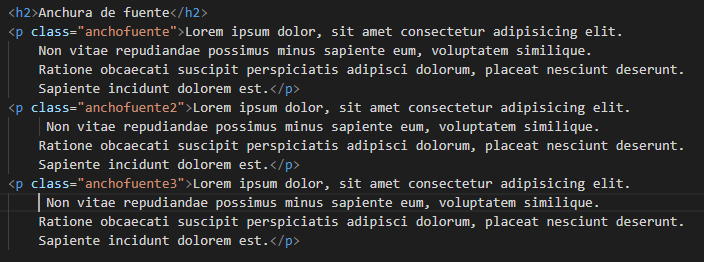 <h2>Anchura de fuente</h2>
<p class="anchofuente">Lorem ipsum dolor, sit amet consectetur adipisicing elit.
Non vitae repudiandae possimus minus sapiente eum, voluptatem similique.
Ratione obcaecati suscipit perspiciatis adipisci dolorum, placeat nesciunt deserunt.
Sapiente incidunt dolorem est.</p>
<p class="anchofuente2">Lorem ipsum dolor, sit amet consectetur adipisicing elit.
Non vitae repudiandae possimus minus sapiente eum, voluptatem similique.
Ratione obcaecati suscipit perspiciatis adipisci dolorum, placeat nesciunt deserunt.
Sapiente incidunt dolorem est.</p>
<p class="anchofuente3">Lorem ipsum dolor, sit amet consectetur adipisicing elit.
Non vitae repudiandae possimus minus sapiente eum, voluptatem similique.
Ratione obcaecati suscipit perspiciatis adipisci dolorum, placeat nesciunt deserunt.
Sapiente incidunt dolorem est.</p>